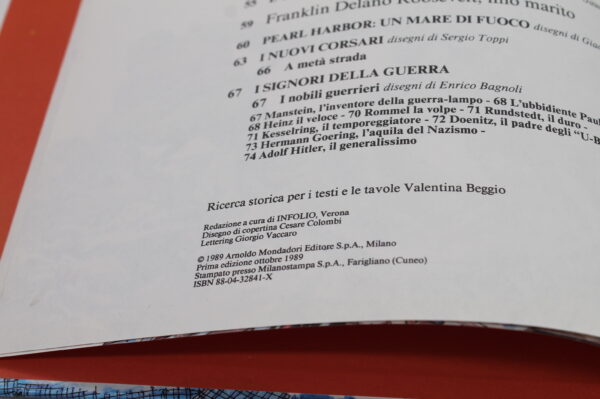 55
59 Franklin Delano Roosevelt, mio marito
60 PEARL HARBOR: UN MARE DI FUOCO disegni di
63 I NUOVI CORSARI disegni di Sergio Toppi
66 A metà strada
67 I SIGNORI DELLA GUERRA
67 I nobili guerrieri disegni di Enrico Bagnoli
67 Manstein, l'inventore della guerra-lampo - 68 L'ubbidiente
68 Heinz il veloce - 70 Rommel la volpe - 71 Rundstedt, il duro -
71 Kesselring, il temporeggiatore - 72 Doenitz, il padre degli "U-B
73 Hermann Goering, l'aquila del Nazismo -
74 Adolf Hitler, il generalissimo
Ricerca storica per i testi e le tavole Valentina Beggio
Redazione a cura di INFOLIO, Verona
Disegno di copertina Cesare Colombi
Lettering Giorgio Vaccaro
© 1989 Arnoldo Mondadori Editore S.p.A., Milano
Prima edizione ottobre 1989
Stampato presso Milanostampa S.p.A., Farigliano (Cuneo)
ISBN 88-04-32841-X